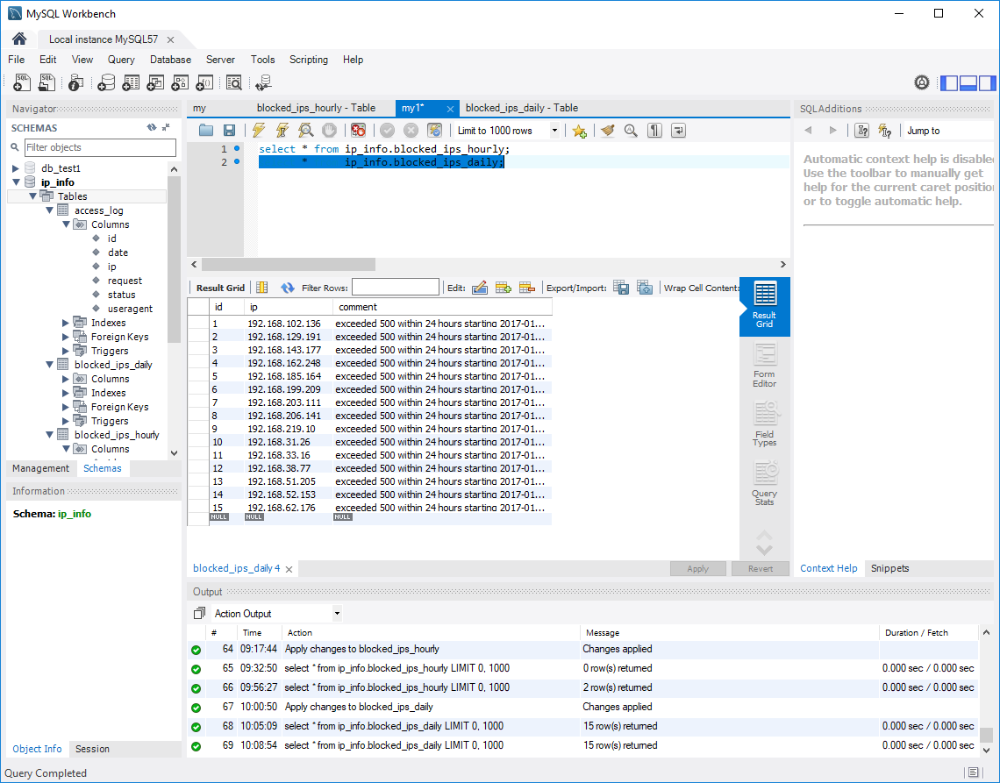 MySQL Workbench
Local instance MySQL57
File Edit View Query Database Server Tools Scripting Help
Navigator
SCHEMAS
Filter objects
db_test1
ip_info
Tables
access_log
Columns
id
date
ip
request
status
useragent
Indexes
Foreign Keys
Triggers
blocked_ips_daily
Columns
Indexes
Foreign Keys
Triggers
blocked_ips_hourly
Columns
Management Schemas
Information
Schema: ip_info
Object Info Session
my blocked_ips_hourly - Table my1* blocked_ips_daily - Table
Limit to 1000 rows
1 select * from ip_info.blocked_ips_hourly;
2 * ip_info.blocked_ips_daily;
Result Grid Filter Rows: Edit: Export/Import: Wrap Cell Content:
id ip comment
1 192.168.102.136 exceeded 500 within 24 hours starting 2017-01...
2 192.168.129.191 exceeded 500 within 24 hours starting 2017-01...
3 192.168.143.177 exceeded 500 within 24 hours starting 2017-01...
4 192.168.162.248 exceeded 500 within 24 hours starting 2017-01...
5 192.168.185.164 exceeded 500 within 24 hours starting 2017-01...
6 192.168.199.209 exceeded 500 within 24 hours starting 2017-01...
7 192.168.203.111 exceeded 500 within 24 hours starting 2017-01...
8 192.168.206.141 exceeded 500 within 24 hours starting 2017-01...
9 192.168.219.10 exceeded 500 within 24 hours starting 2017-01...
10 192.168.31.26 exceeded 500 within 24 hours starting 2017-01...
11 192.168.33.16 exceeded 500 within 24 hours starting 2017-01...
12 192.168.38.77 exceeded 500 within 24 hours starting 2017-01...
13 192.168.51.205 exceeded 500 within 24 hours starting 2017-01...
14 192.168.52.153 exceeded 500 within 24 hours starting 2017-01...
15 192.168.62.176 exceeded 500 within 24 hours starting 2017-01...
NULL NULL NULL
Result
Grid
Form
Editor
Field
Types
Query
Stats
blocked_ips_daily 4 Apply Revert
SQLAdditions
Jump to
Automatic context help is disable
Use the toolbar to manually get
help for the current caret position
or to toggle automatic help.
Context Help Snippets
Output
Action Output
# Time Action Message Duration / Fetch
64 09:17:44 Apply changes to blocked_ips_hourly Changes applied
65 09:32:50 select * from ip_info.blocked_ips_hourly LIMIT 0, 1000 0 row(s) returned 0.000 sec / 0.000 sec
66 09:56:27 select * from ip_info.blocked_ips_hourly LIMIT 0, 1000 2 row(s) returned 0.000 sec / 0.000 sec
67 10:00:50 Apply changes to blocked_ips_daily Changes applied
68 10:05:09 select * from ip_info.blocked_ips_daily LIMIT 0, 1000 15 row(s) returned 0.000 sec / 0.000 sec
69 10:08:54 select * from ip_info.blocked_ips_daily LIMIT 0, 1000 15 row(s) returned 0.000 sec / 0.000 sec
Query Completed